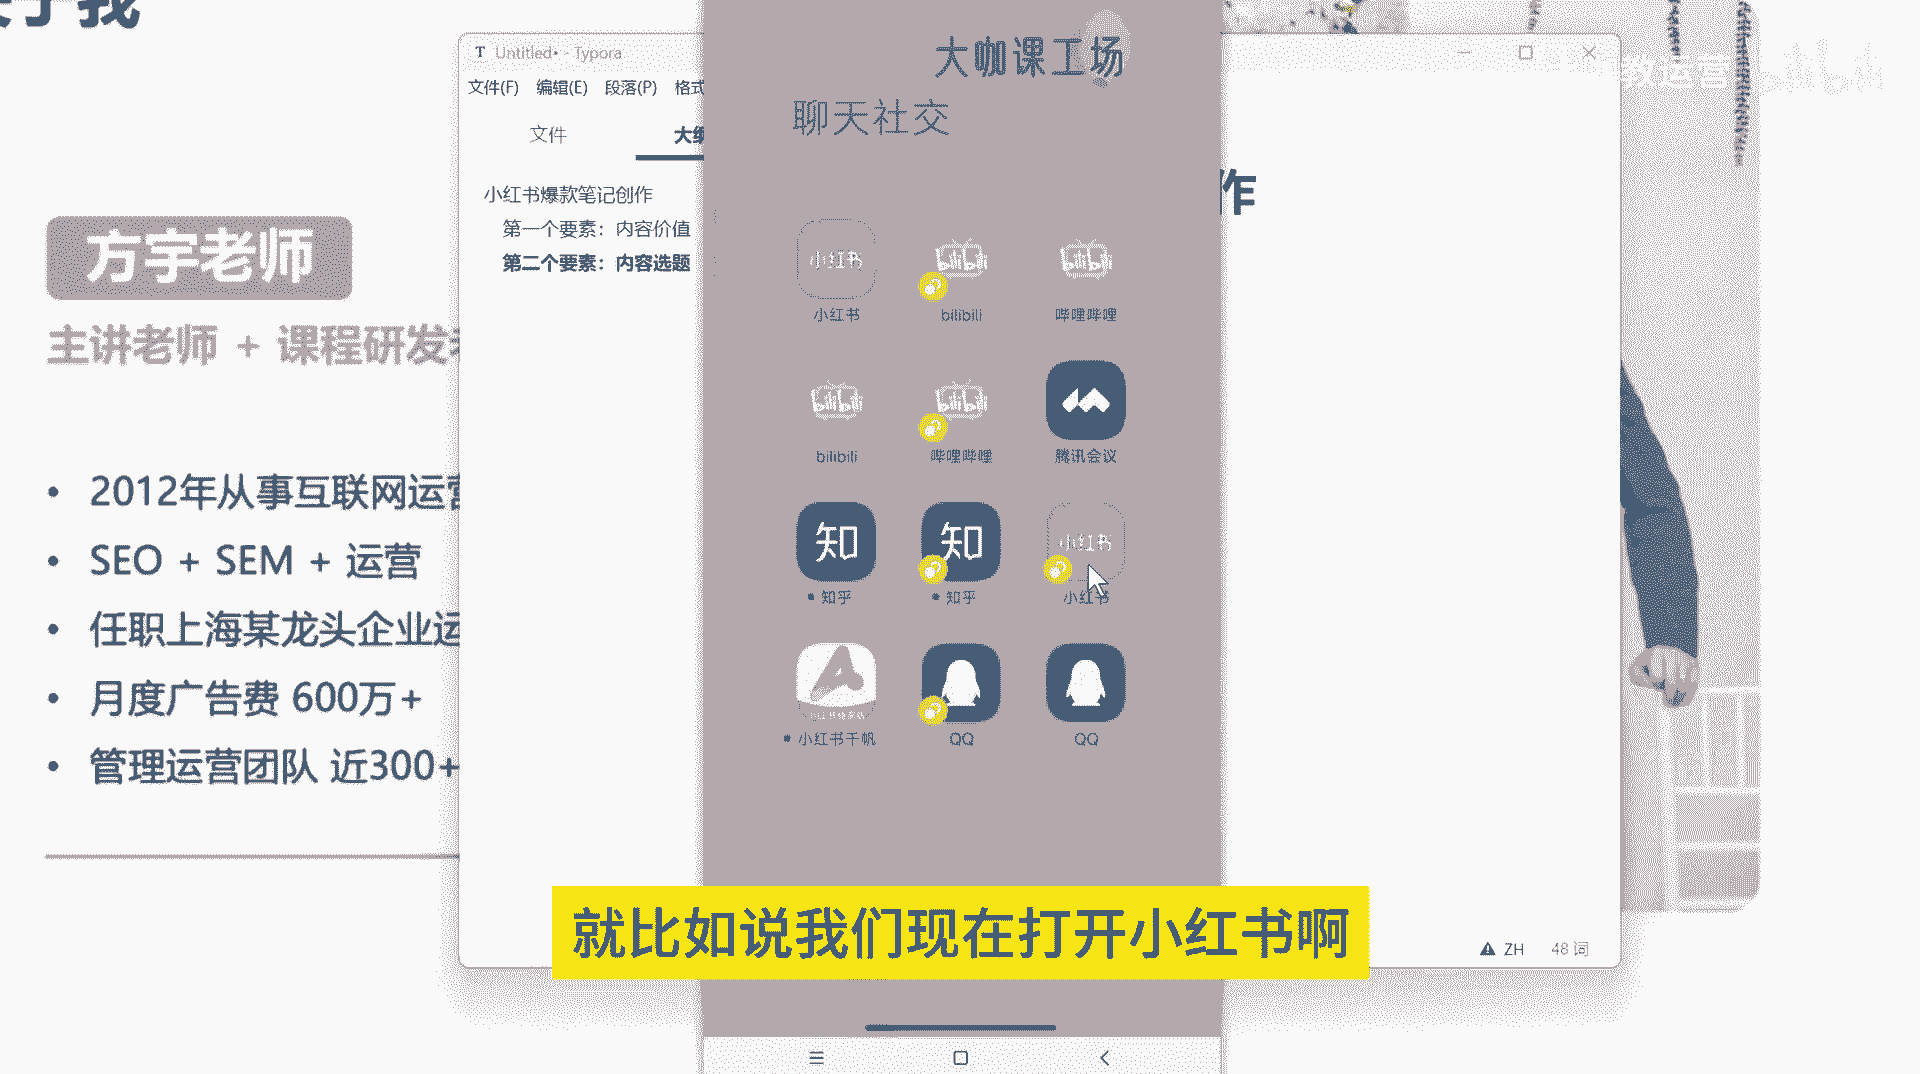 我
方宇老师
主讲老师 + 课程研发
2012年从事互联网运营
SEO + SEM + 运营
任职上海某龙头企业运
月度广告费 600万+
管理运营团队 近300+
Untitled• - Typora
文件(F) 编辑(E) 段落(P) 格式
文件 大纲
小红书爆款笔记创作
第一个要素：内容价值
第二个要素：内容选题
大咖课工场
聊天社交
小红书
小红书 bilibili 哔哩哔哩
bilibili 哔哩哔哩 腾讯会议
知 知 小红书
知乎 知乎 小红书
小红书千帆 QQ QQ
作
教运营 bilibili
就比如说我们现在打开小红书啊
ZH 48 词